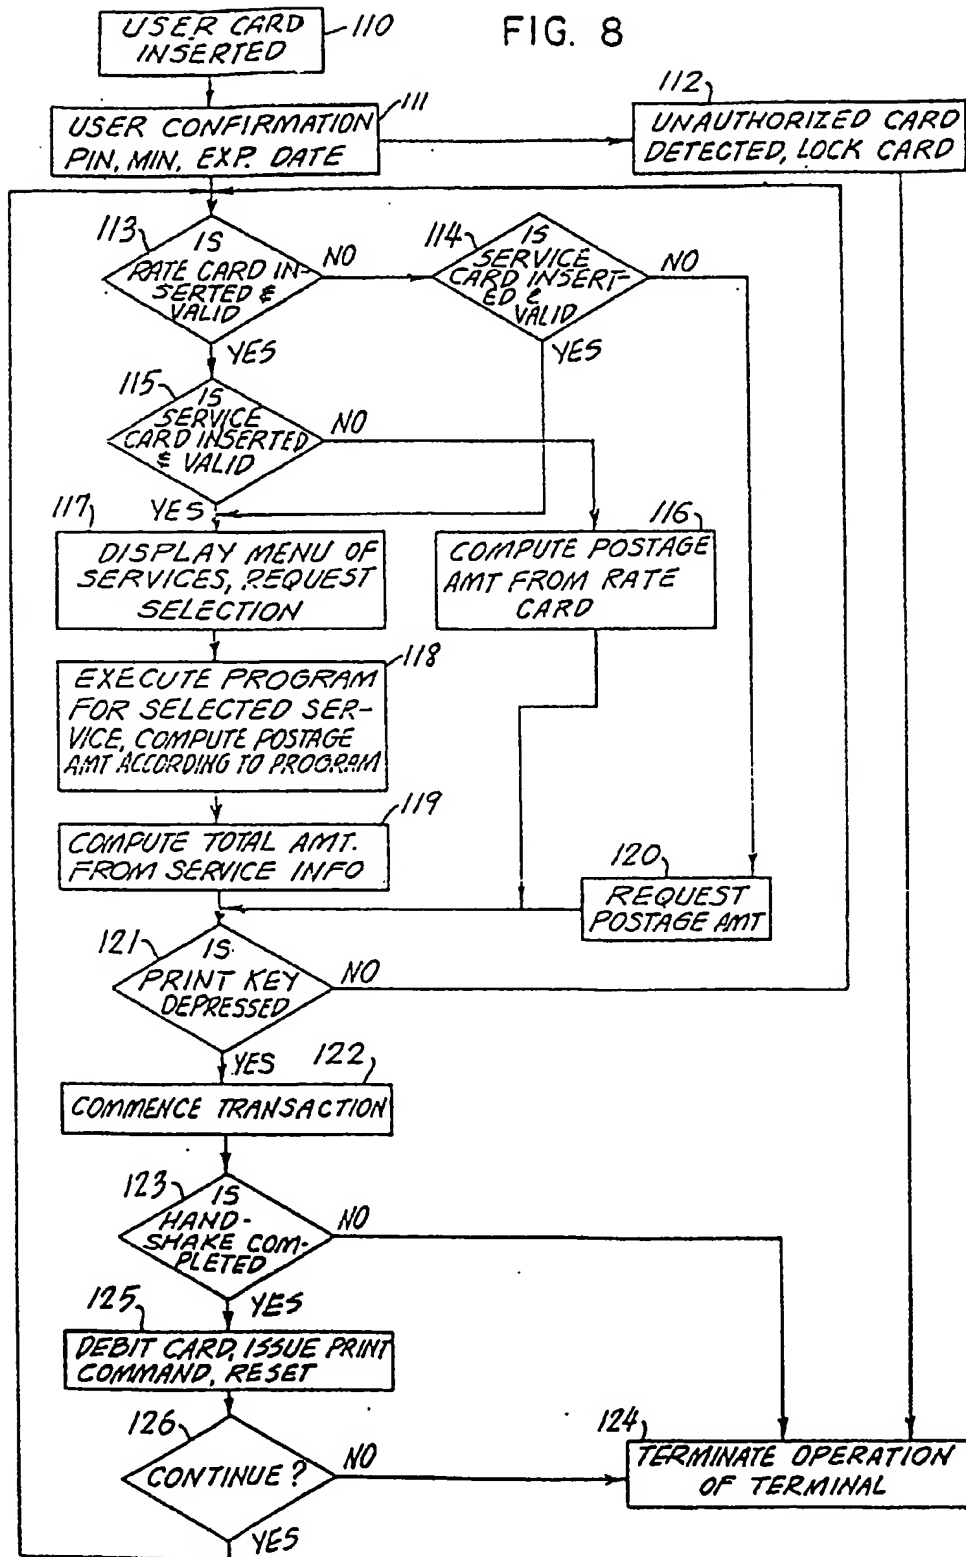 FIG. 8
110
USER CARD
INSERTED
111
USER CONFIRMATION
PIN, MIN, EXP. DATE
112
UNAUTHORIZED CARD
DETECTED, LOCK CARD
113
IS
RATE CARD IN-
SERTED &
VALID
NO
YES
114
IS
SERVICE
CARD INSERT-
ED &
VALID
NO
YES
115
IS
SERVICE
CARD INSERTED
& VALID
NO
YES
116
COMPUTE POSTAGE
AMT FROM RATE
CARD
117
DISPLAY MENU OF
SERVICES, REQUEST
SELECTION
118
EXECUTE PROGRAM
FOR SELECTED SER-
VICE, COMPUTE POSTAGE
AMT ACCORDING TO PROGRAM
119
COMPUTE TOTAL AMT.
FROM SERVICE INFO
120
REQUEST
POSTAGE AMT
121
IS
PRINT KEY
DEPRESSED
NO
YES
122
COMMENCE TRANSACTION
123
IS
HAND-
SHAKE COM-
PLETED
NO
YES
125
DEBIT CARD, ISSUE PRINT
COMMAND, RESET
126
CONTINUE?
NO
YES
124
TERMINATE OPERATION
OF TERMINAL